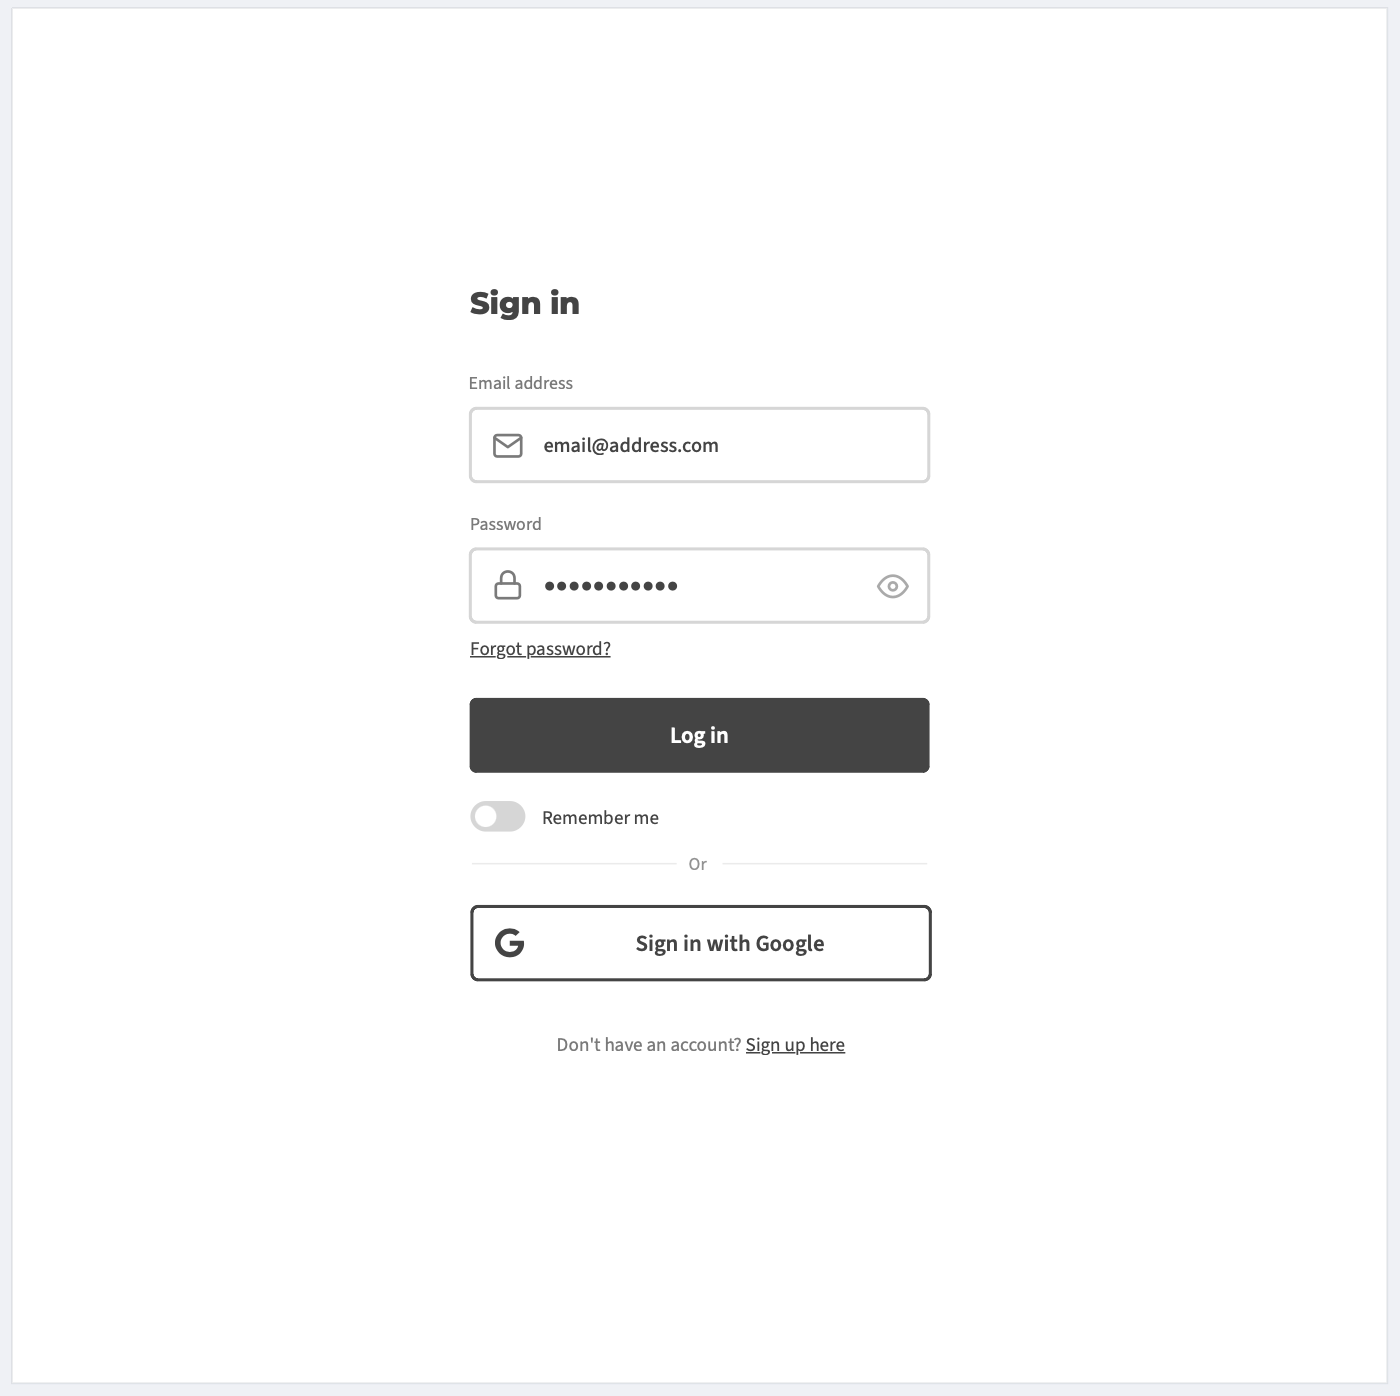 Sign in
Email address
email@address.com
Password
•••••••••••
Forgot password?
Log in
Remember me
Or
Sign in with Google
Don't have an account? Sign up here